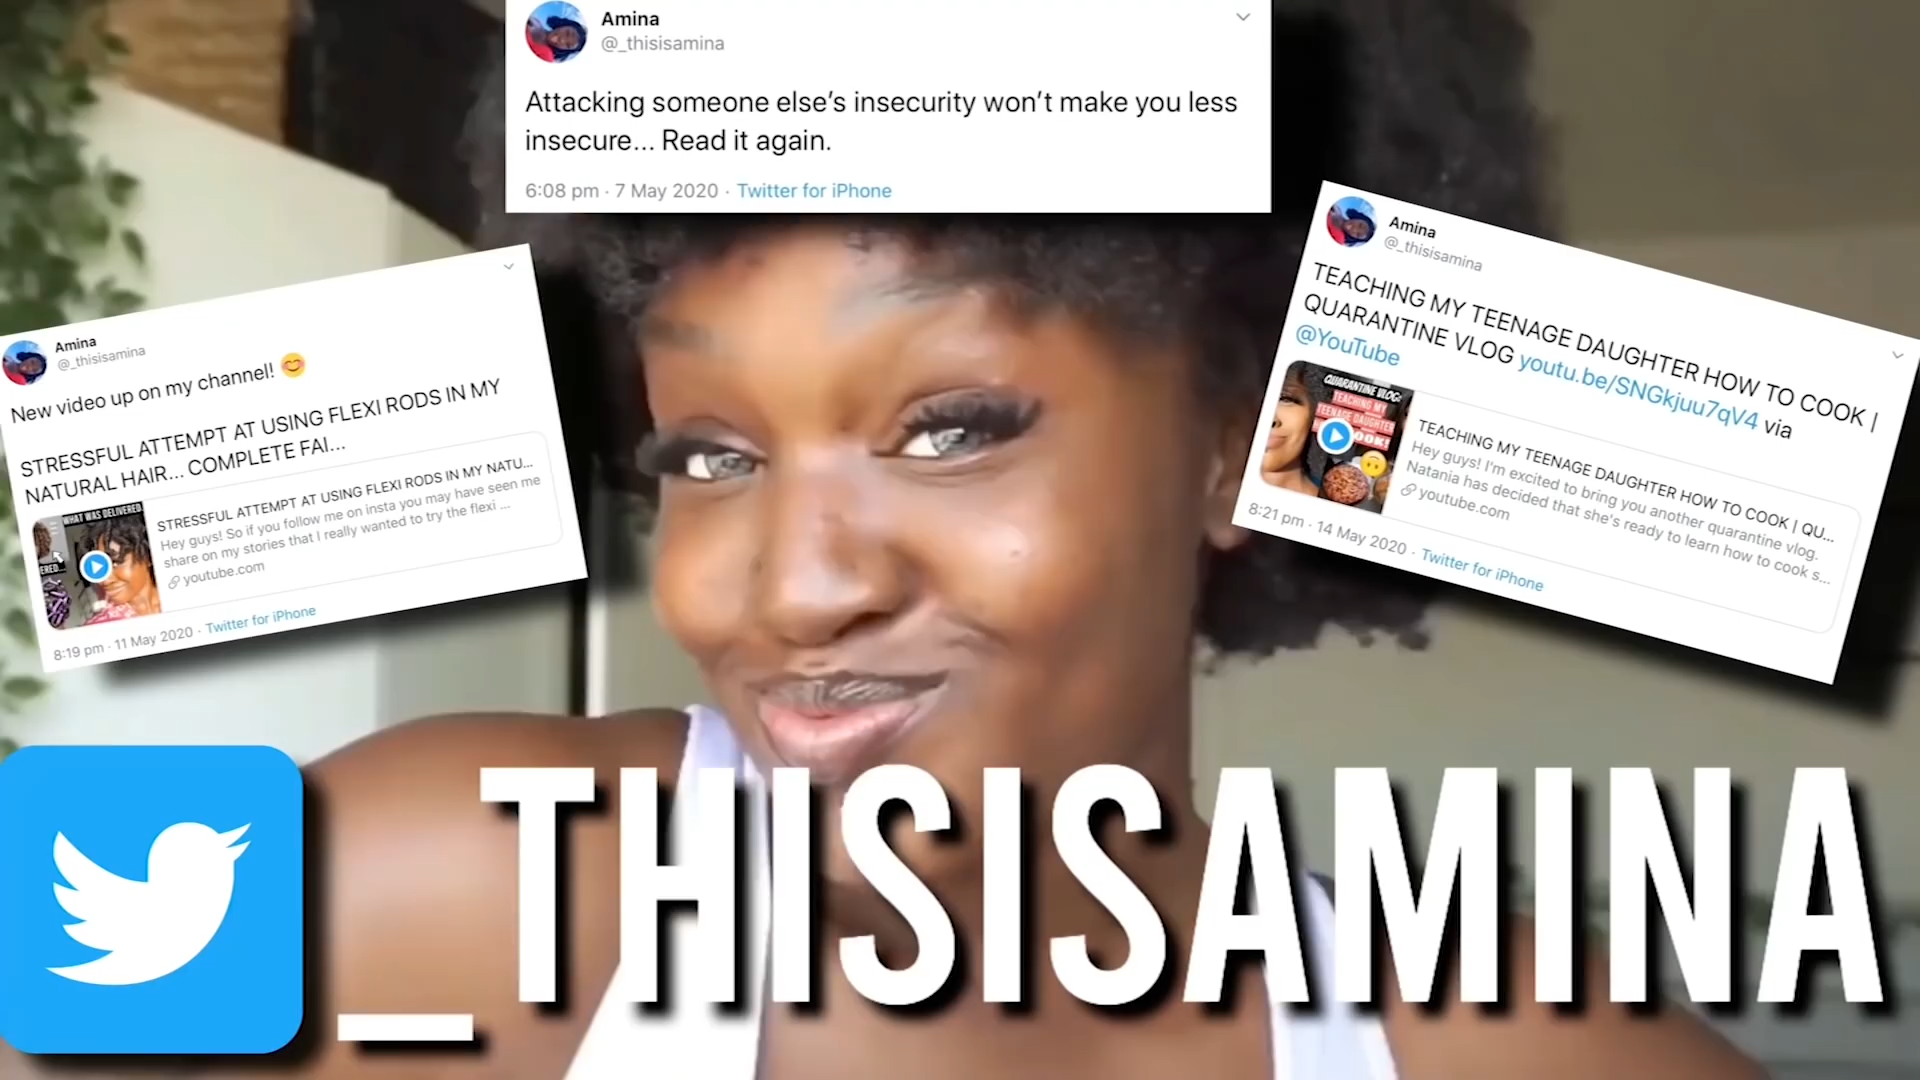 Amina
@_thisisamina
Attacking someone else's insecurity won't make you less
insecure... Read it again.
6:08 pm · 7 May 2020 · Twitter for iPhone
Amina
@_thisisamina
New video up on my channel! 😊
STRESSFUL ATTEMPT AT USING FLEXI RODS IN MY
NATURAL HAIR... COMPLETE FAI...
WHAT WAS DELIVERED
STRESSFUL ATTEMPT AT USING FLEXI RODS IN MY NATU...
Hey guys! So if you follow me on insta you may have seen me
share on my stories that I really wanted to try the flexi ...
youtube.com
8:19 pm · 11 May 2020 · Twitter for iPhone
Amina
@_thisisamina
TEACHING MY TEENAGE DAUGHTER HOW TO COOK |
QUARANTINE VLOG youtu.be/SNGkjuu7qV4 via
@YouTube
QUARANTINE VLOG:
TEACHING MY
TEENAGE DAUGHTER
TEACHING MY TEENAGE DAUGHTER HOW TO COOK | QU...
Hey guys! I'm excited to bring you another quarantine vlog.
Natania has decided that she's ready to learn how to cook s...
youtube.com
8:21 pm · 14 May 2020 · Twitter for iPhone
_THISISAMINA